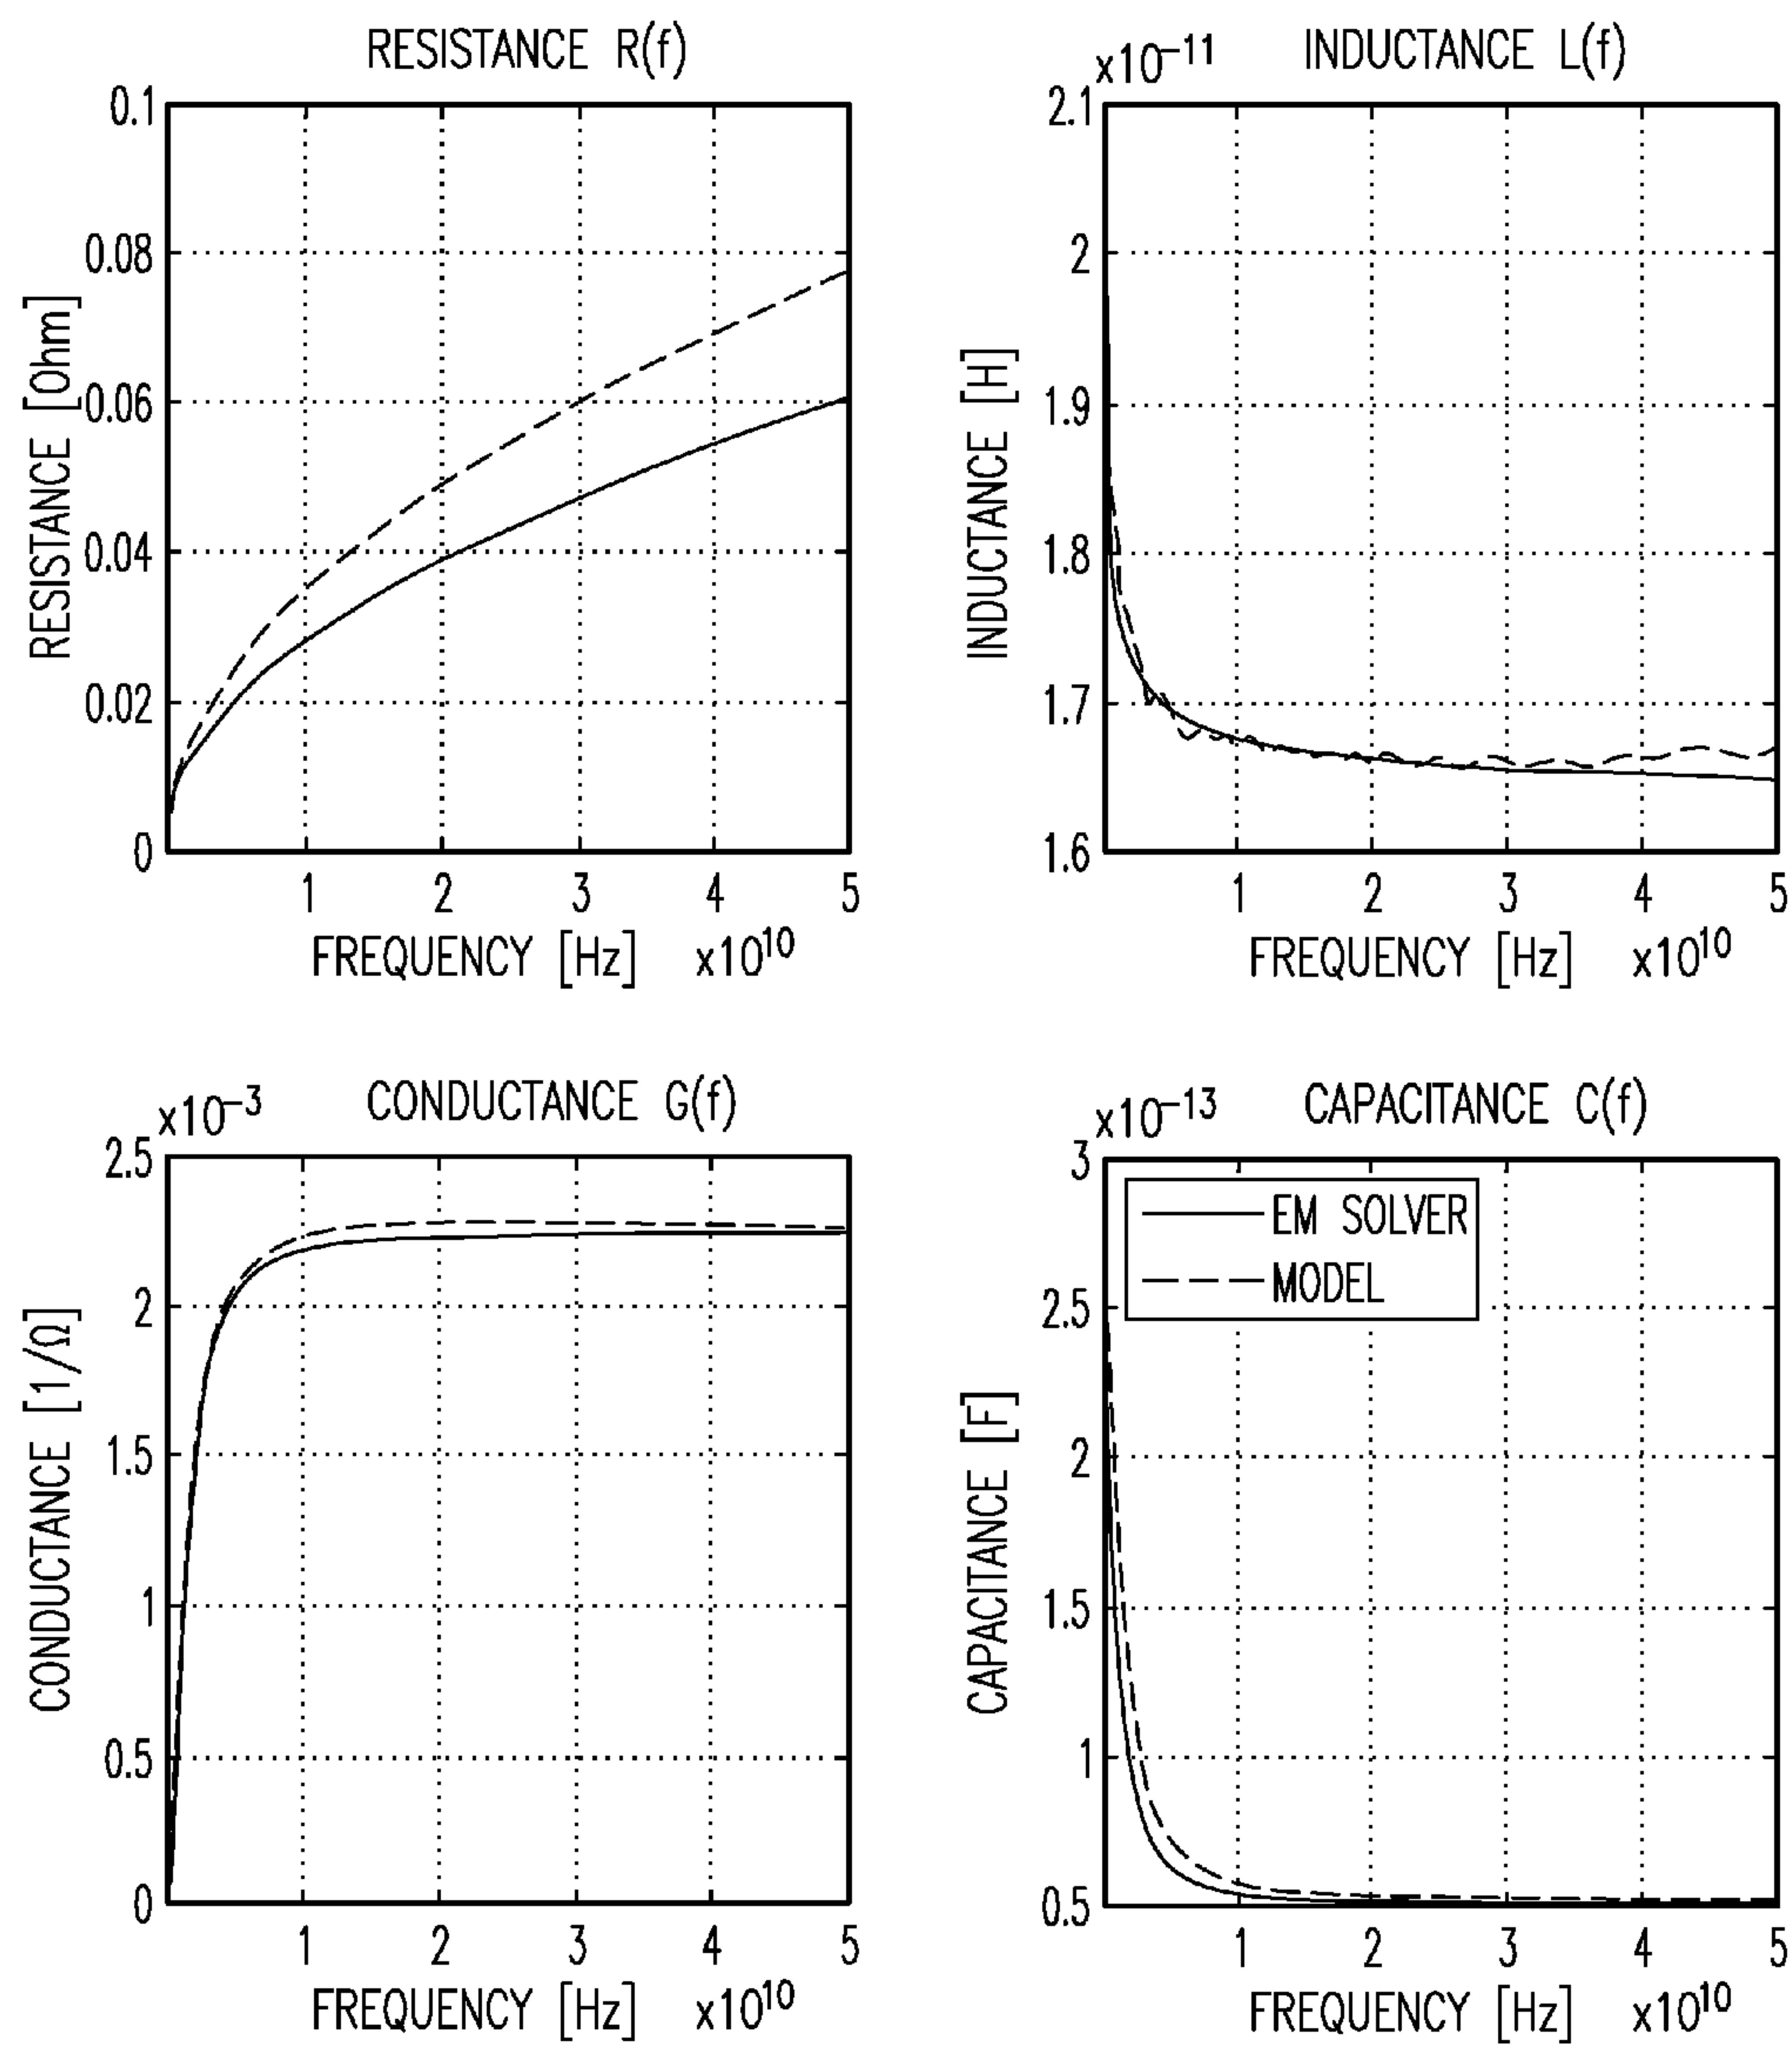 RESISTANCE R(f)
RESISTANCE [Ohm]
0.1
0.08
0.06
0.04
0.02
0
1 2 3 4 5
FREQUENCY [Hz] x10^10
x10^-11 INDUCTANCE L(f)
INDUCTANCE [H]
2.1
2
1.9
1.8
1.7
1.6
1 2 3 4 5
FREQUENCY [Hz] x10^10
x10^-3 CONDUCTANCE G(f)
CONDUCTANCE [1/Ω]
2.5
2
1.5
1
0.5
0
1 2 3 4 5
FREQUENCY [Hz] x10^10
x10^-13 CAPACITANCE C(f)
CAPACITANCE [F]
3
2.5
2
1.5
1
0.5
EM SOLVER
MODEL
1 2 3 4 5
FREQUENCY [Hz] x10^10